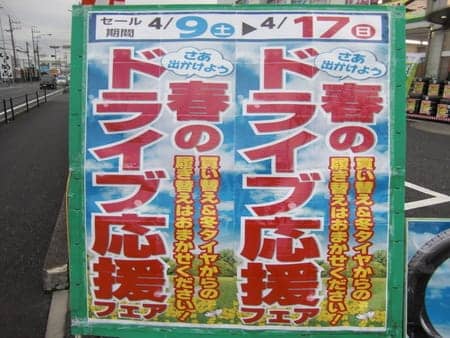 セール期間 4/9土▶4/17日
さあ
出かけよう
春の
ドライブ応援
フェア
買い替え&冬タイヤからの
履き替えはおまかせください!!
さあ
出かけよう
春の
ドライブ応援
フェア
買い替え&冬タイヤからの
履き替えはおまかせください!!